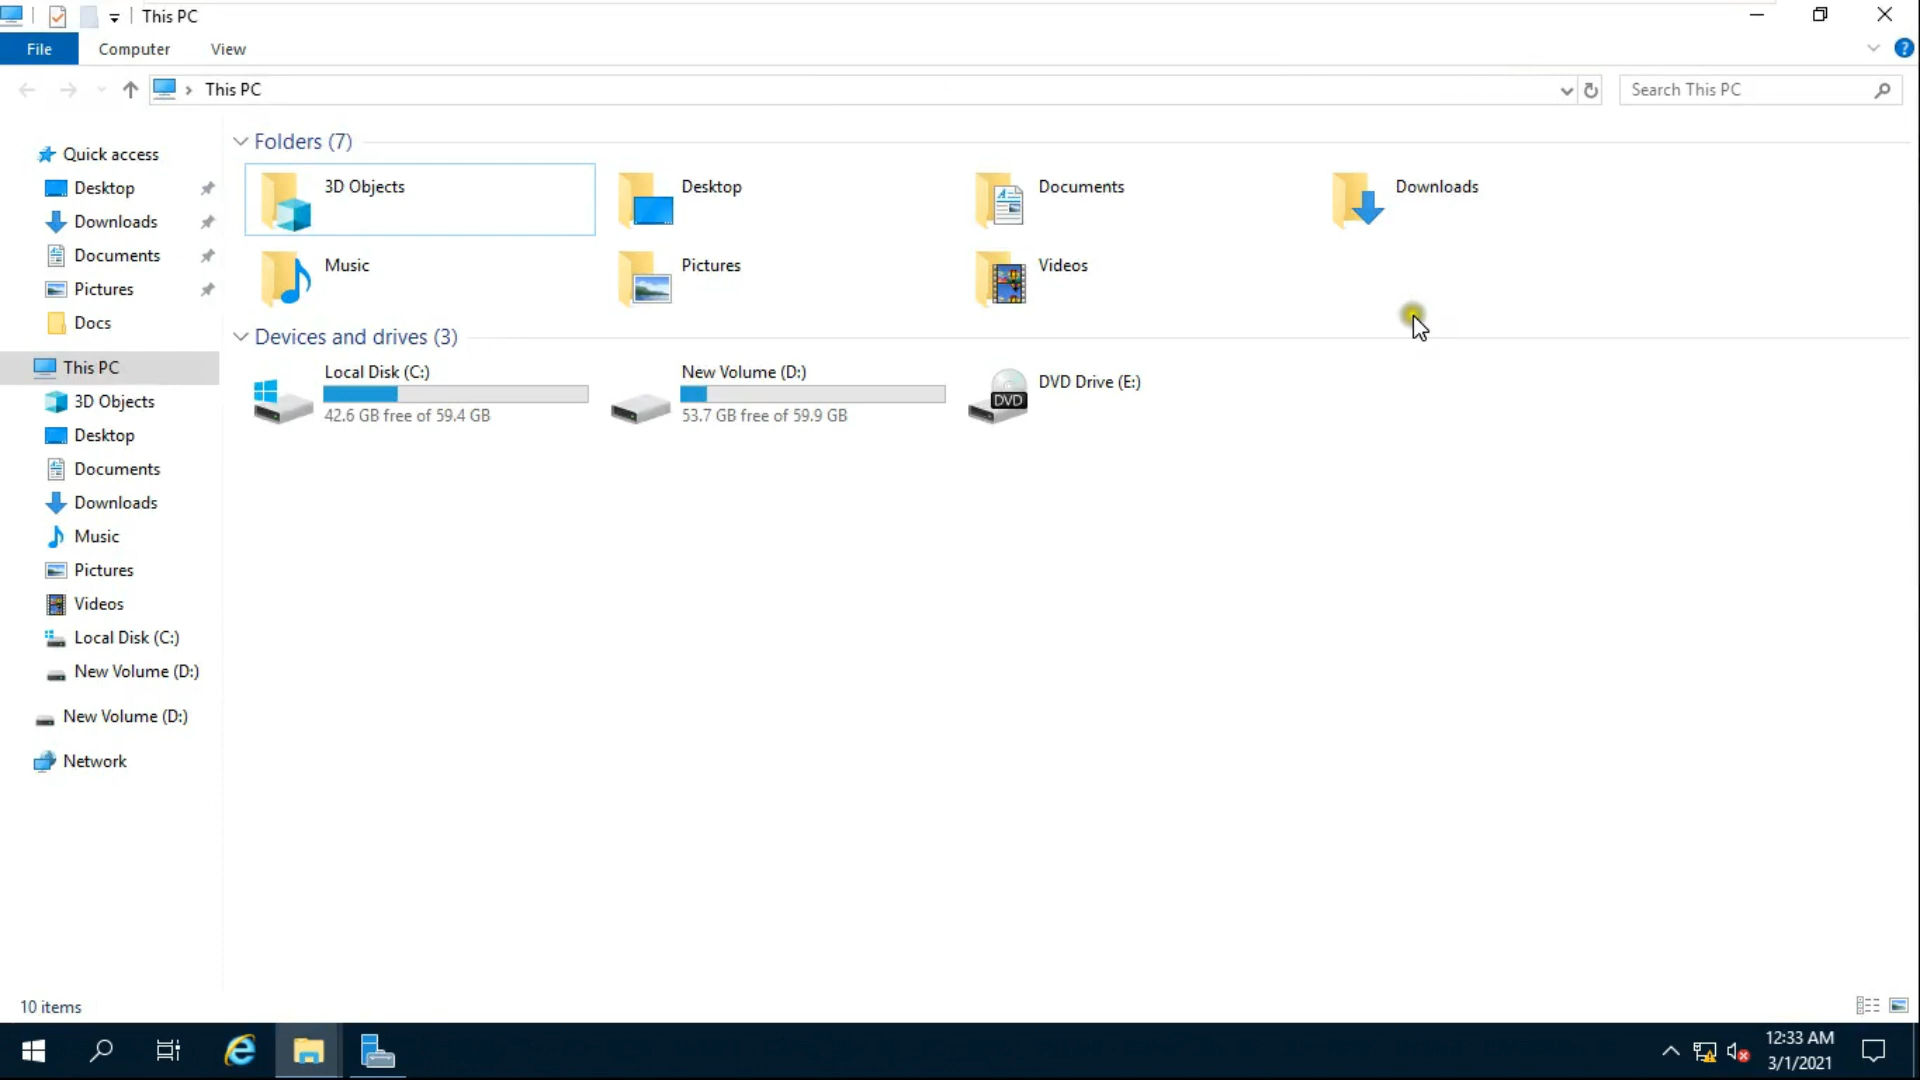 This PC
File
Computer
View
This PC
Search This PC
Quick access
Desktop
Downloads
Documents
Pictures
Docs
This PC
3D Objects
Desktop
Documents
Downloads
Music
Pictures
Videos
Local Disk (C:)
New Volume (D:)
New Volume (D:)
Network
Folders (7)
3D Objects
Desktop
Documents
Downloads
Music
Pictures
Videos
Devices and drives (3)
Local Disk (C:)
42.6 GB free of 59.4 GB
New Volume (D:)
53.7 GB free of 59.9 GB
DVD
DVD Drive (E:)
10 items
12:33 AM
3/1/2021